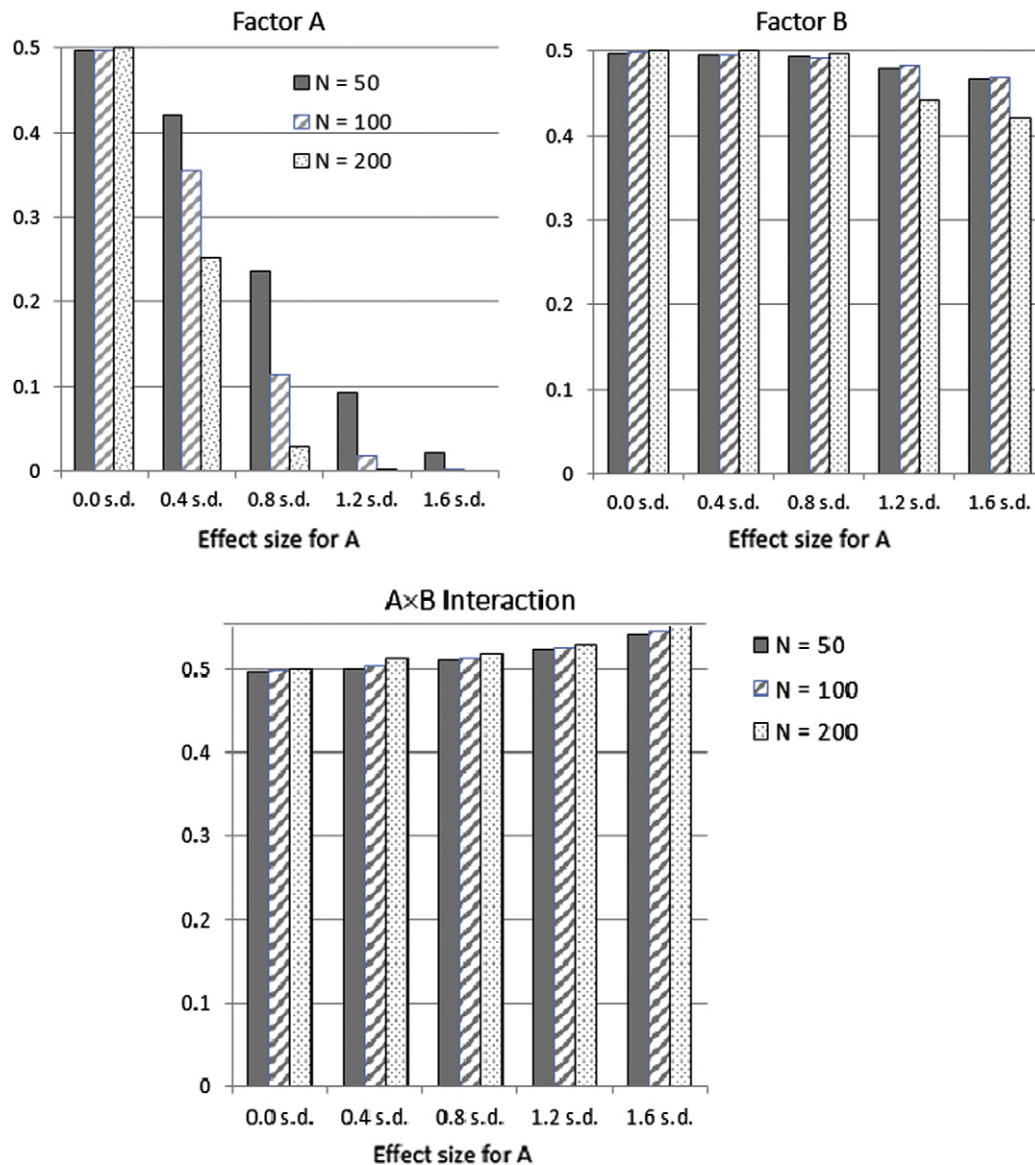 Factor A
0.5
0.4
0.3
0.2
0.1
0
N = 50
N = 100
N = 200
0.0 s.d. 0.4 s.d. 0.8 s.d. 1.2 s.d. 1.6 s.d.
Effect size for A
Factor B
0.5
0.4
0.3
0.2
0.1
0
0.0 s.d. 0.4 s.d. 0.8 s.d. 1.2 s.d. 1.6 s.d.
Effect size for A
A×B Interaction
0.5
0.4
0.3
0.2
0.1
0
N = 50
N = 100
N = 200
0.0 s.d. 0.4 s.d. 0.8 s.d. 1.2 s.d. 1.6 s.d.
Effect size for A